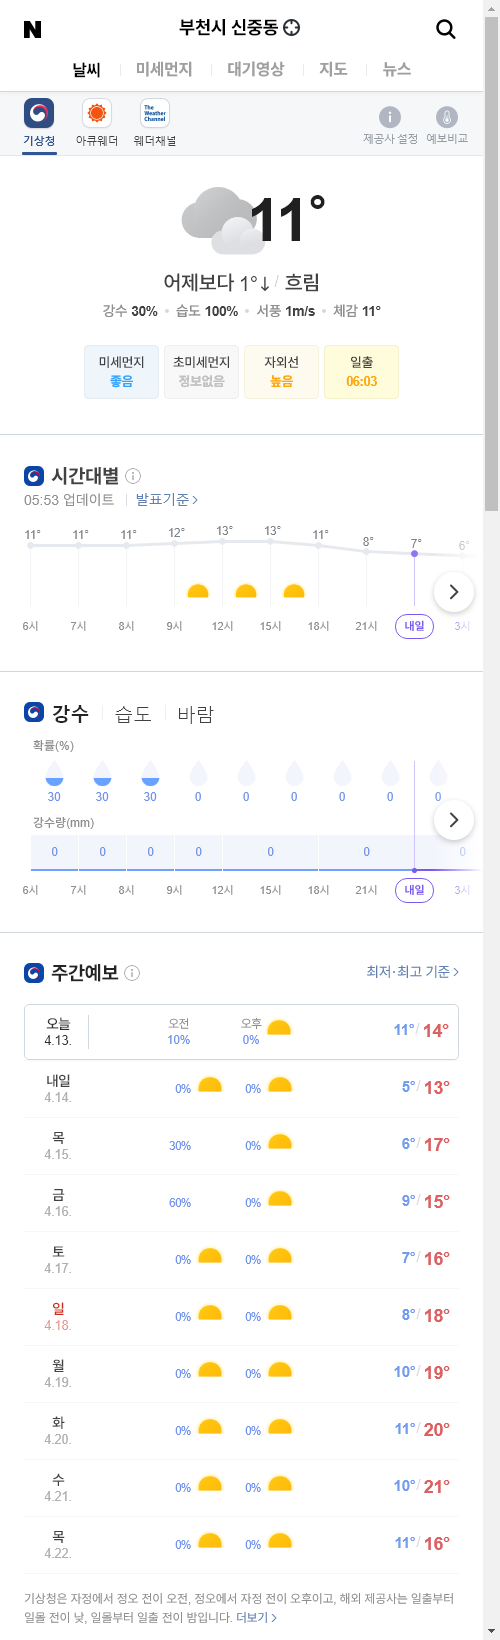 N
부천시 신중동
날씨 미세먼지 대기영상 지도 뉴스
기상청 아큐웨더 The Weather Channel 웨더채널 제공사 설정 예보비교
11°
어제보다 1°↓ / 흐림
강수 30% • 습도 100% • 서풍 1m/s • 체감 11°
미세먼지 초미세먼지 자외선 일출
좋음 정보없음 높음 06:03
시간대별
05:53 업데이트 발표기준 >
11° 11° 11° 12° 13° 13° 11° 8° 7° 6°
6시 7시 8시 9시 12시 15시 18시 21시 내일 3시
강수 습도 바람
확률(%)
30 30 30 0 0 0 0 0 0
강수량(mm)
0 0 0 0 0 0 0
6시 7시 8시 9시 12시 15시 18시 21시 내일 3시
주간예보 최저·최고 기준 >
오늘 4.13. 오전 10% 오후 0% 11° / 14°
내일 4.14. 0% 0% 5° / 13°
목 4.15. 30% 0% 6° / 17°
금 4.16. 60% 0% 9° / 15°
토 4.17. 0% 0% 7° / 16°
일 4.18. 0% 0% 8° / 18°
월 4.19. 0% 0% 10° / 19°
화 4.20. 0% 0% 11° / 20°
수 4.21. 0% 0% 10° / 21°
목 4.22. 0% 0% 11° / 16°
기상청은 자정에서 정오 전이 오전, 정오에서 자정 전이 오후이고, 해외 제공사는 일출부터
일몰 전이 낮, 일몰부터 일출 전이 밤입니다. 더보기 >